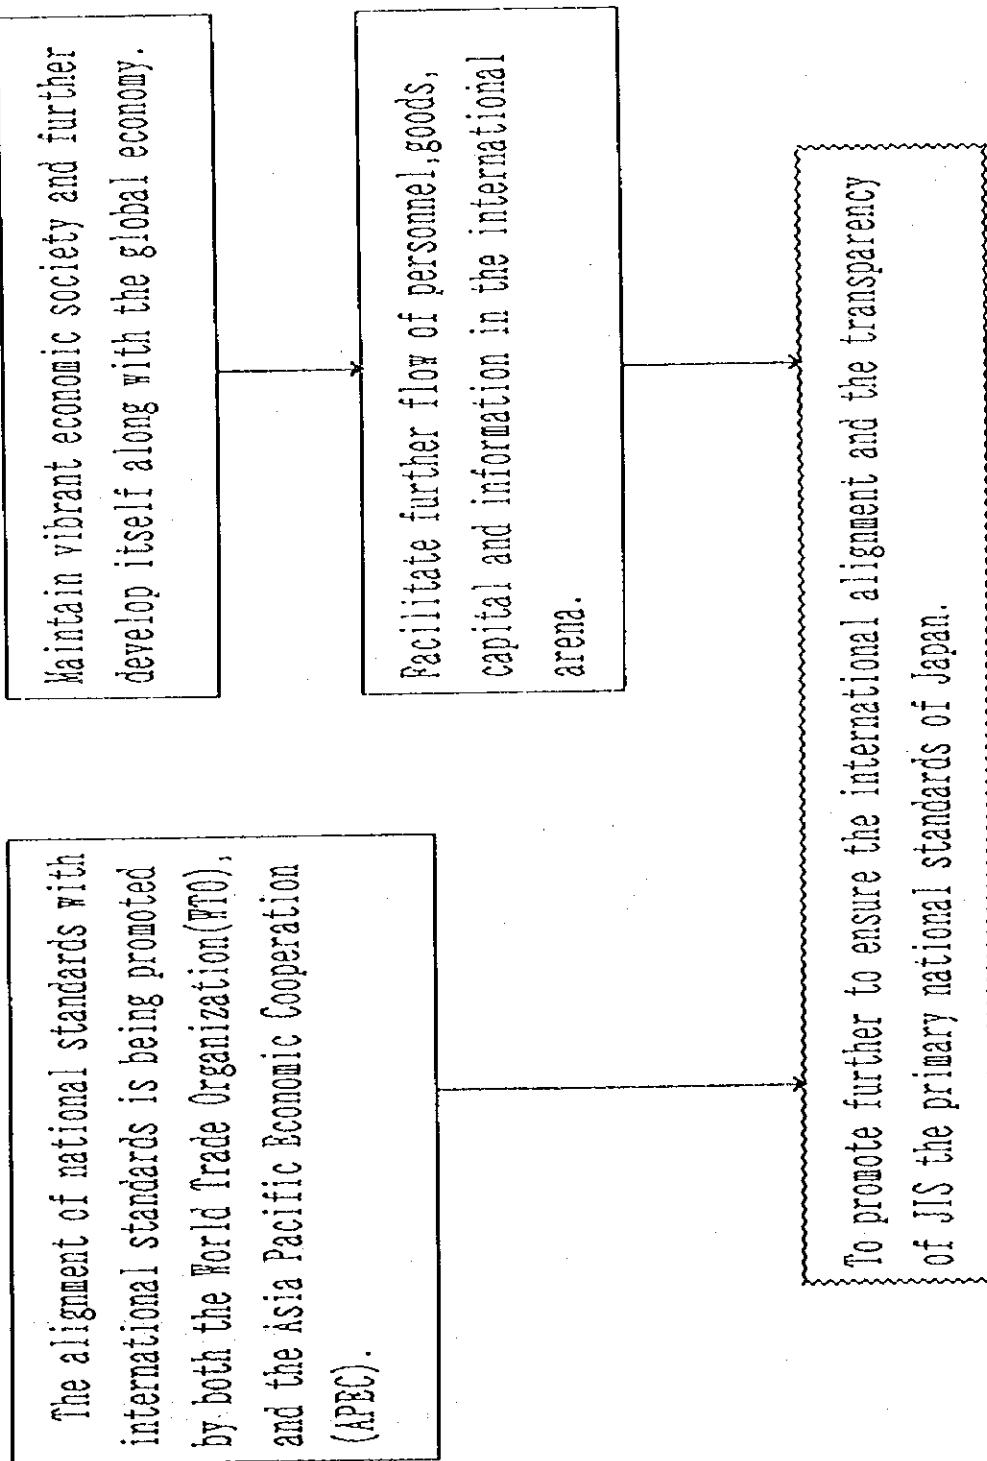 The alignment of national standards with
international standards is being promoted
by both the World Trade Organization(WTO),
and the Asia Pacific Economic Cooperation
(APEC).
Maintain vibrant economic society and further
develop itself along with the global economy.
Facilitate further flow of personnel,goods,
capital and information in the international
arena.
To promote further to ensure the international alignment and the transparency
of JIS the primary national standards of Japan.